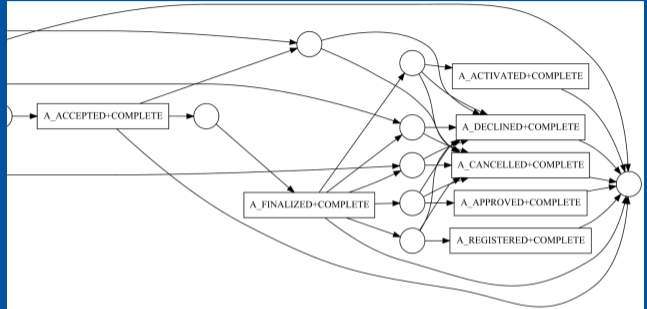 A_ACTIVATED+COMPLETE
A_ACCEPTED+COMPLETE
A_DECLINED+COMPLETE
A_CANCELLED+COMPLETE
A_FINALIZED+COMPLETE
A_APPROVED+COMPLETE
A_REGISTERED+COMPLETE